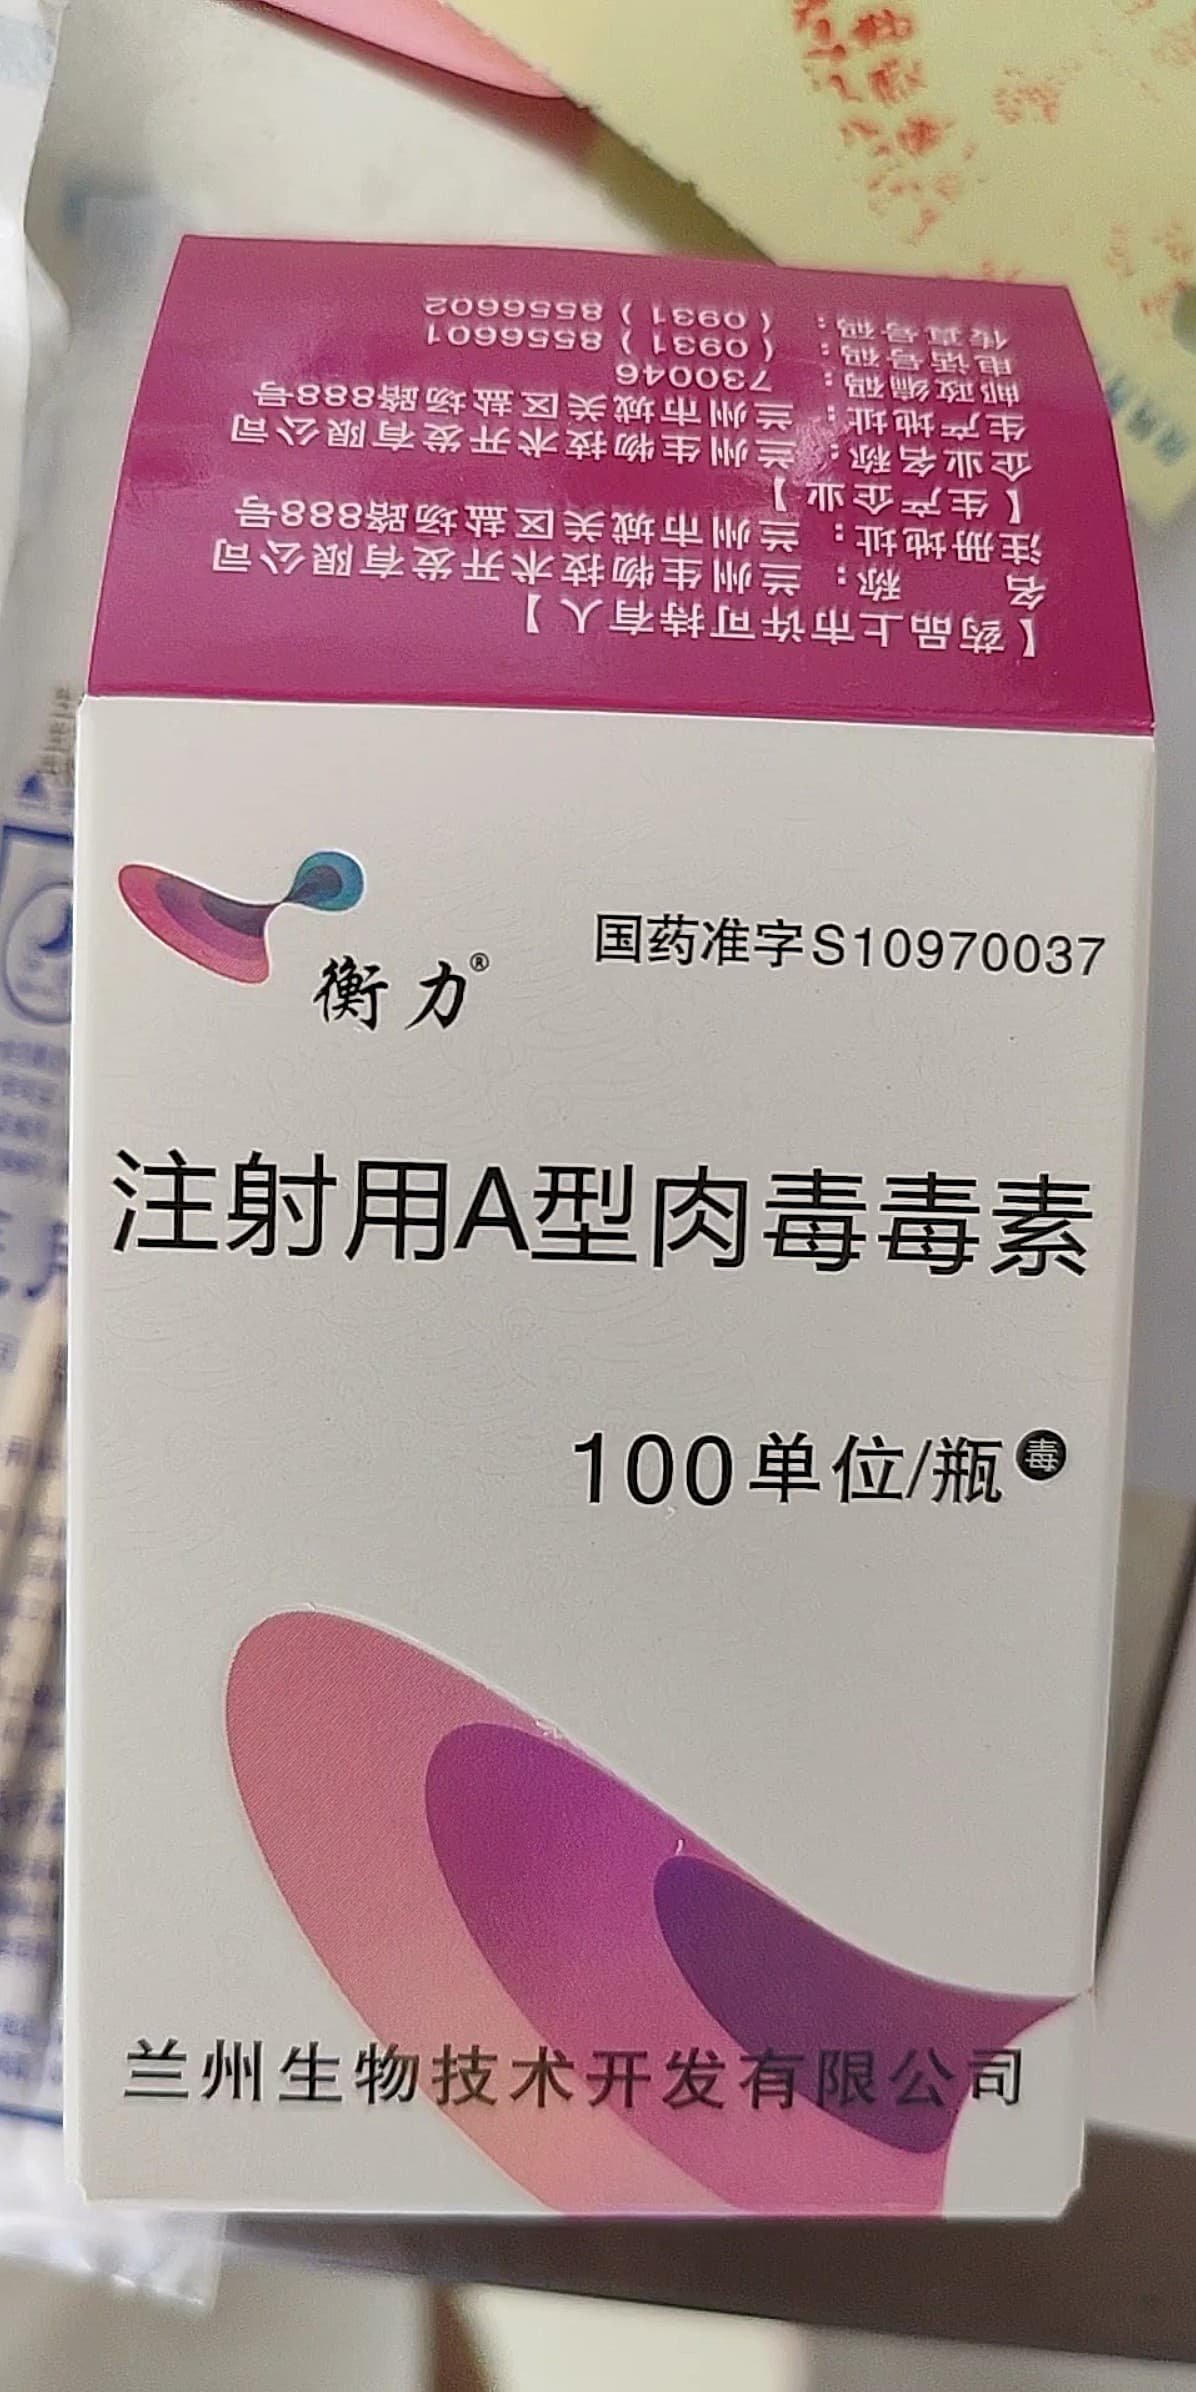 【药品上市许可持有人】
名 称：兰州生物技术开发有限公司
注册地址：兰州市城关区盐场路888号
【生产企业】
企业名称：兰州生物技术开发有限公司
生产地址：兰州市城关区盐场路888号
邮政编码：730046
电话号码：（0931）8556601
传真号码：（0931）8556602
衡力®
国药准字S10970037
注射用A型肉毒毒素
100单位/瓶 毒
兰州生物技术开发有限公司